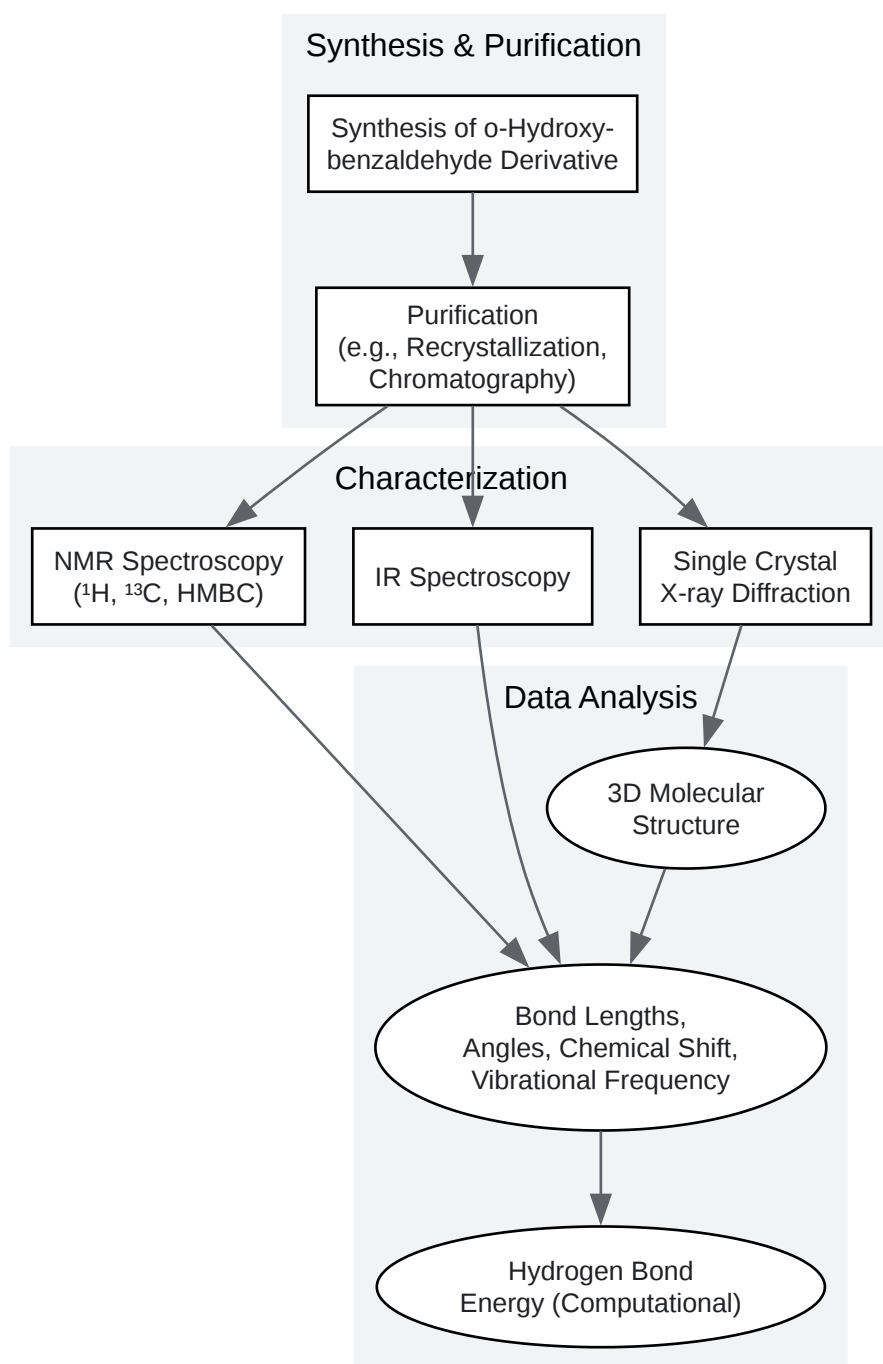 Synthesis & Purification
Synthesis of o-Hydroxy-
benzaldehyde Derivative
Purification
(e.g., Recrystallization,
Chromatography)
Characterization
NMR Spectroscopy
(¹H, ¹³C, HMBC)
IR Spectroscopy
Single Crystal
X-ray Diffraction
Data Analysis
3D Molecular
Structure
Bond Lengths,
Angles, Chemical Shift,
Vibrational Frequency
Hydrogen Bond
Energy (Computational)